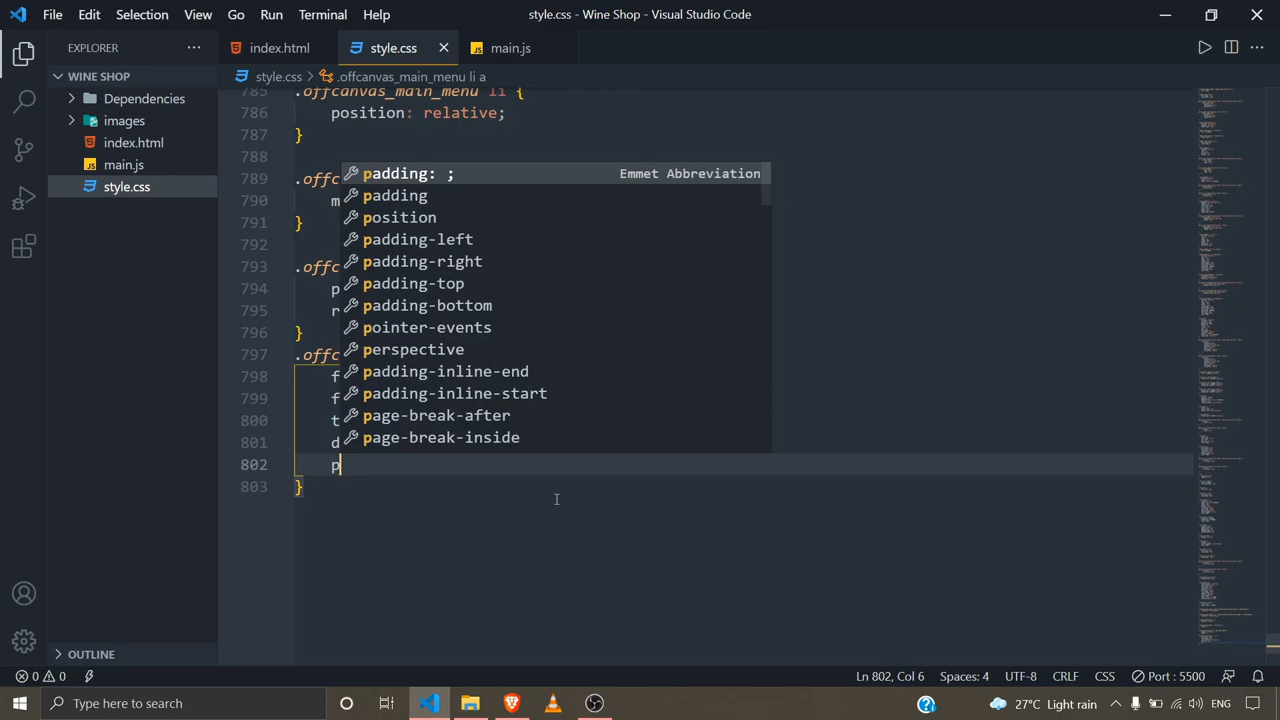 File Edit Selection View Go Run Terminal Help style.css - Wine Shop - Visual Studio Code
EXPLORER
index.html style.css main.js
WINE SHOP
style.css > .offcanvas_main_menu li a
Dependencies
images
index.html
main.js
style.css
785 .offcanvas_main_menu li {
786 position: relative;
787 }
788
789 .offc
790 m
791 }
792
793 .offc
794 p
795 r
796 }
797 .offc
798 f
799 f
800 t
801 d
802 p
803 }
padding: ; Emmet Abbreviation
padding
position
padding-left
padding-right
padding-top
padding-bottom
pointer-events
perspective
padding-inline-end
padding-inline-start
page-break-after
page-break-inside
OUTLINE
0 0 Ln 802, Col 6 Spaces: 4 UTF-8 CRLF CSS Port : 5500
Type here to search 27°C Light rain ENG